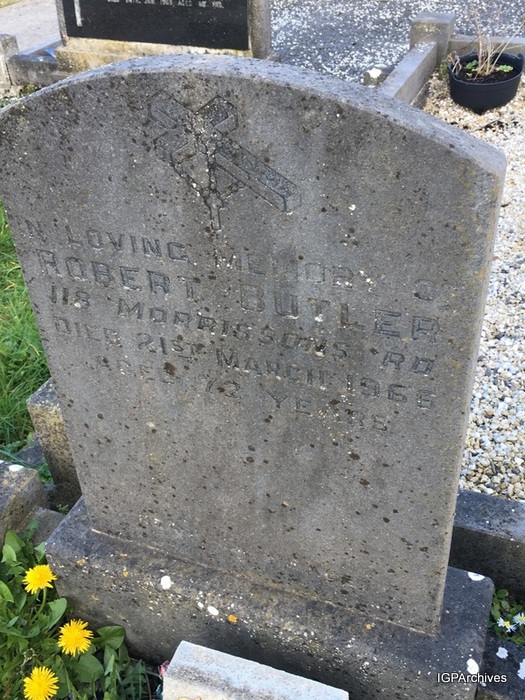 IN LOVING MEMORY OF
ROBERT BUTLER
118 MORRISSONS RD
DIED 21ST MARCH 1966
AGED 72 YEARS
IGPArchives